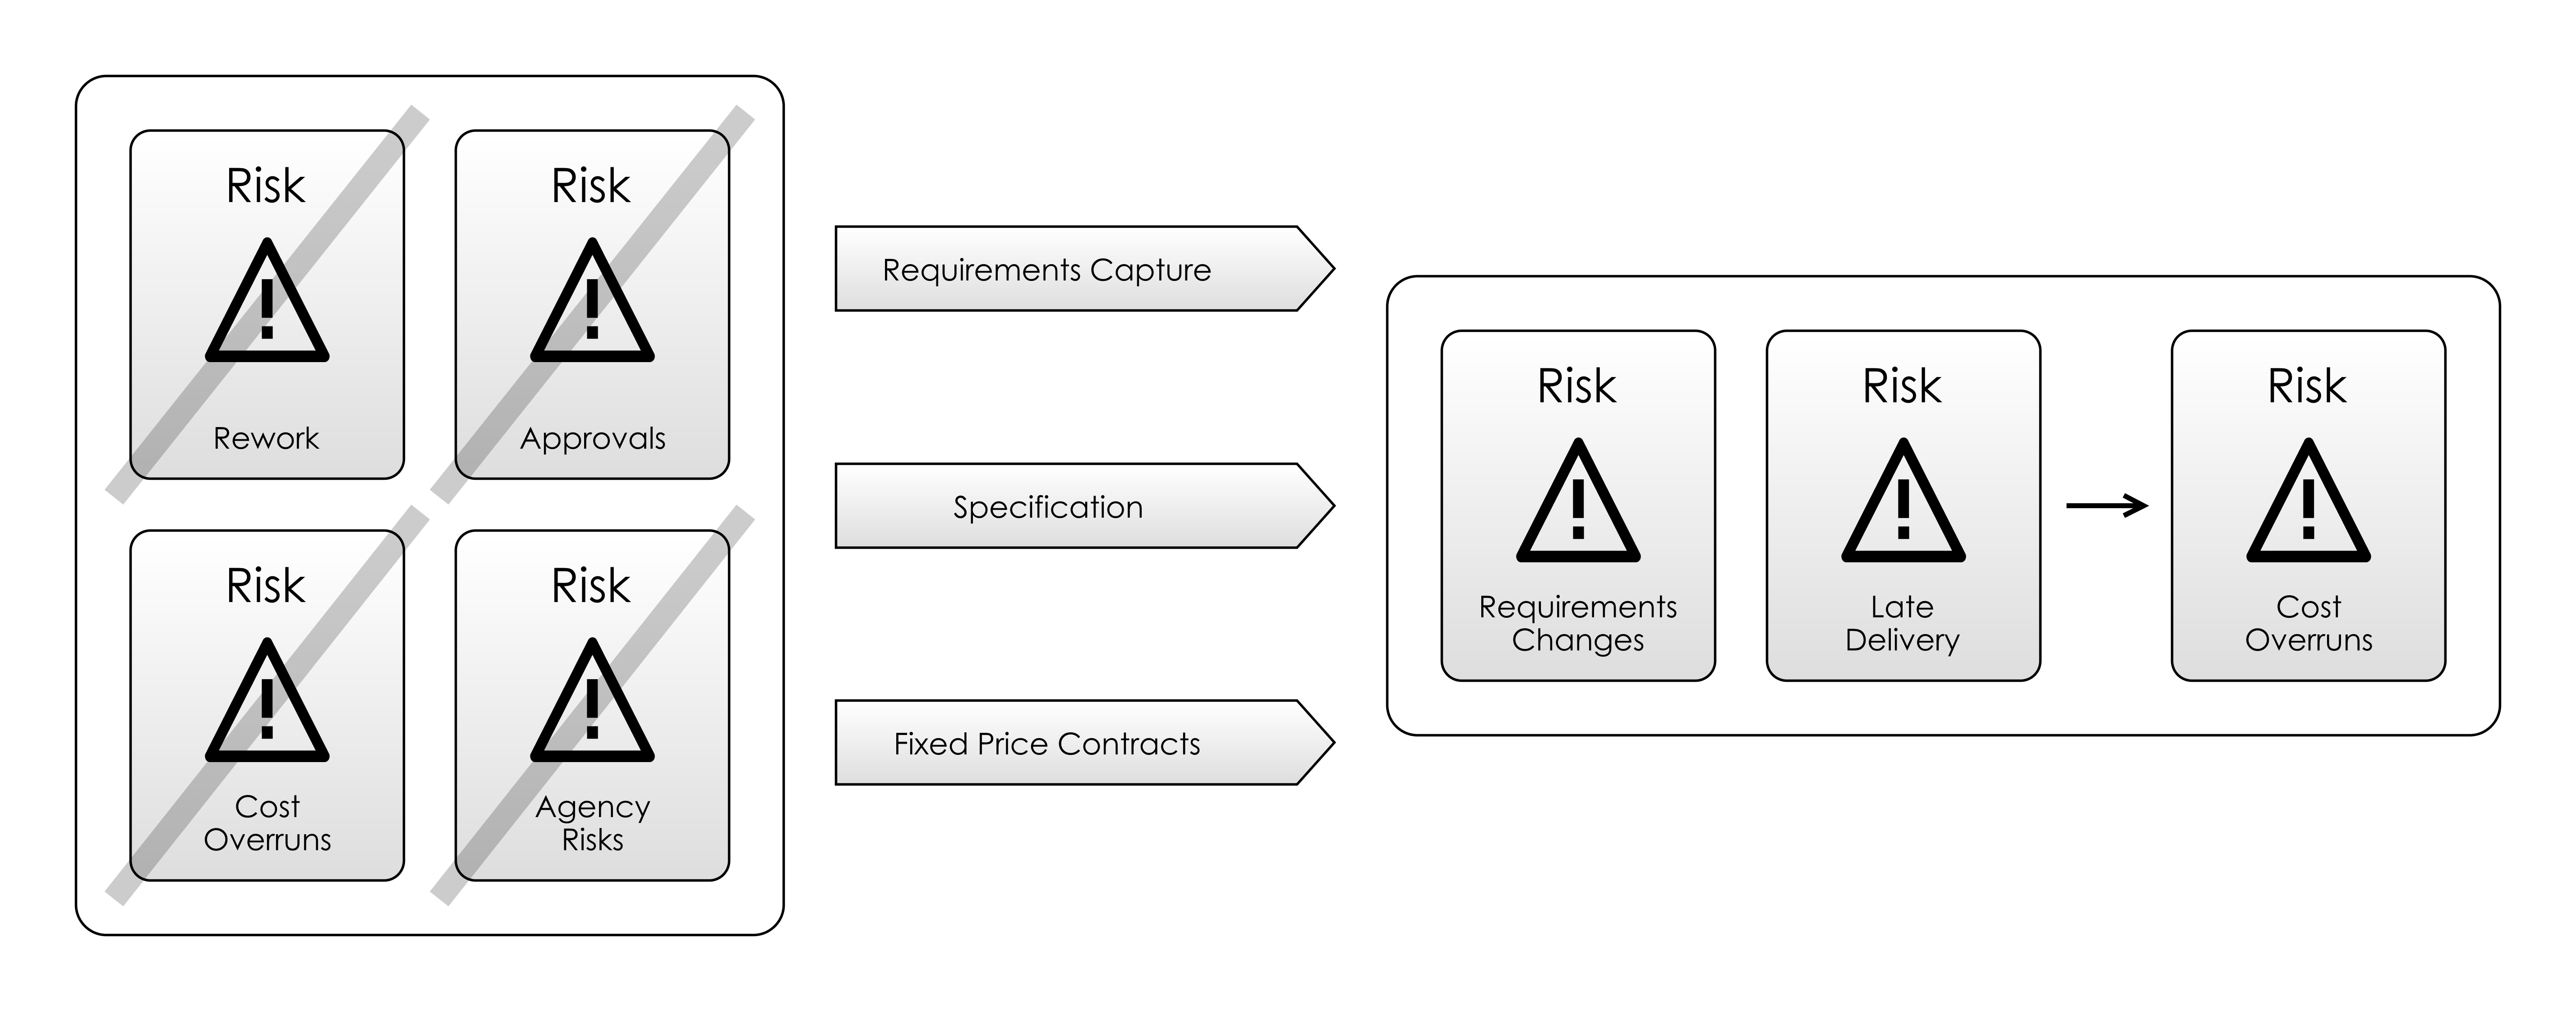 Risk
Rework
Risk
Approvals
Risk
Cost
Overruns
Risk
Agency
Risks
Requirements Capture
Specification
Fixed Price Contracts
Risk
Requirements
Changes
Risk
Late
Delivery
Risk
Cost
Overruns